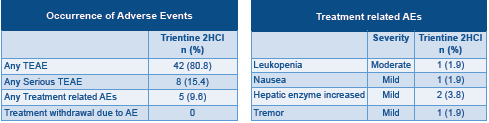 Occurrence of Adverse Events
Trientine 2HCl
n (%)
Any TEAE 42 (80.8)
Any Serious TEAE 8 (15.4)
Any Treatment related AEs 5 (9.6)
Treatment withdrawal due to AE 0
Treatment related AEs
Severity Trientine 2HCl
n (%)
Leukopenia Moderate 1 (1.9)
Nausea Mild 1 (1.9)
Hepatic enzyme increased Mild 2 (3.8)
Tremor Mild 1 (1.9)